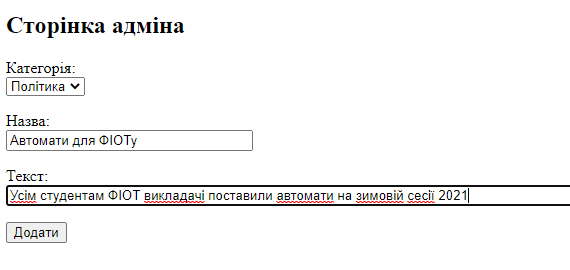 Сторінка адміна
Категорія:
Політика
Назва:
Автомати для ФІОТу
Текст:
Усім студентам ФІОТ викладачі поставили автомати на зимовій сесії 2021
Додати